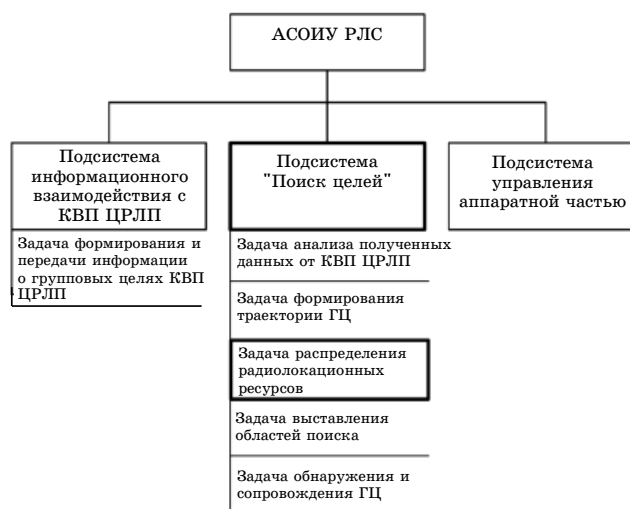 АСОИУ РЛС
Подсистема
информационного
взаимодействия с
КВП ЦРЛП
Задача формирования и
передачи информации
о групповых целях КВП
ЦРЛП
Подсистема
"Поиск целей"
Задача анализа полученных
данных от КВП ЦРЛП
Задача формирования
траектории ГЦ
Задача распределения
радиолокационных
ресурсов
Задача выставления
областей поиска
Задача обнаружения и
сопровождения ГЦ
Подсистема
управления
аппаратной частью